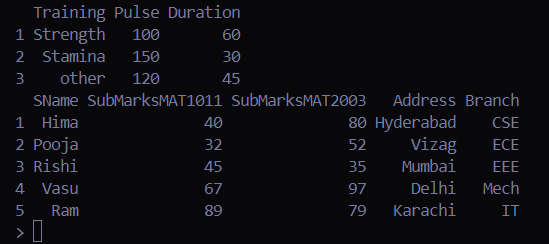 Training Pulse Duration
1 Strength   100       60
2  Stamina   150       30
3    other   120       45
  SName SubMarksMAT1011 SubMarksMAT2003   Address Branch
1  Hima              40              80 Hyderabad    CSE
2 Pooja              32              52     Vizag    ECE
3 Rishi              45              35    Mumbai    EEE
4  Vasu              67              97     Delhi   Mech
5   Ram              89              79   Karachi     IT
>